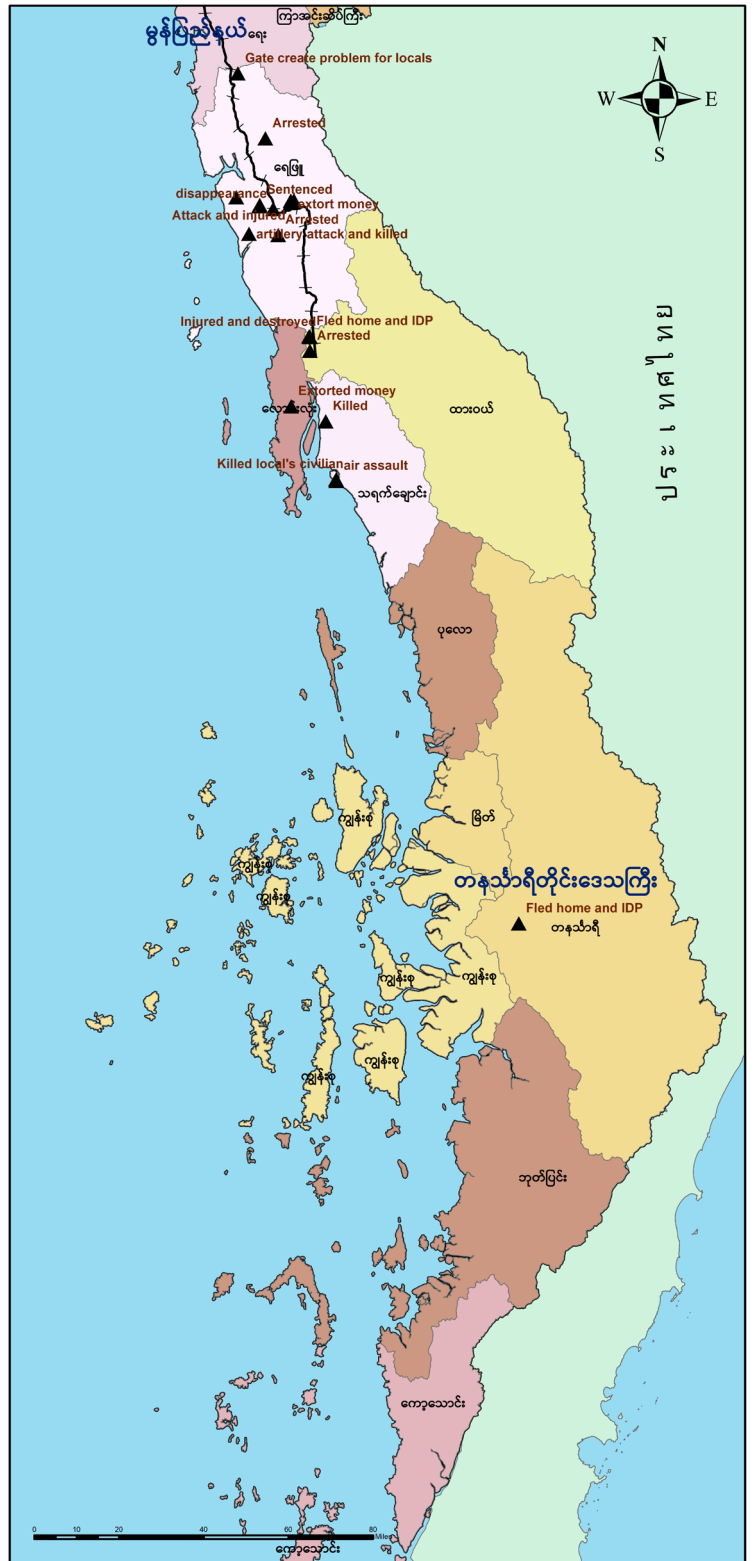 ကြာအင်းဆိပ်ကြီး
မွန်ပြည်နယ်
ရေး
Gate create problem for locals
N
W
E
S
Arrested
ရေဖြူ
disappearance
Sentenced
extort money
Attack and injured
Arrested
artillery attack and killed
Injured and destroyed
Fled home and IDP
Arrested
ประเทศไทย
Extorted money
Killed
ထားဝယ်
Killed local's civilian
air assault
သရက်ချောင်း
ပုလော
ကျွန်းစု
မြိတ်
ကျွန်းစု
ကျွန်းစု
တနင်္သာရီတိုင်းဒေသကြီး
Fled home and IDP
တနင်္သာရီ
ကျွန်းစု
ကျွန်းစု
ကျွန်းစု
ကျွန်းစု
ဘုတ်ပြင်း
ကော့သောင်း
0 10 20 40 60 80
Miles
ကော့သောင်း